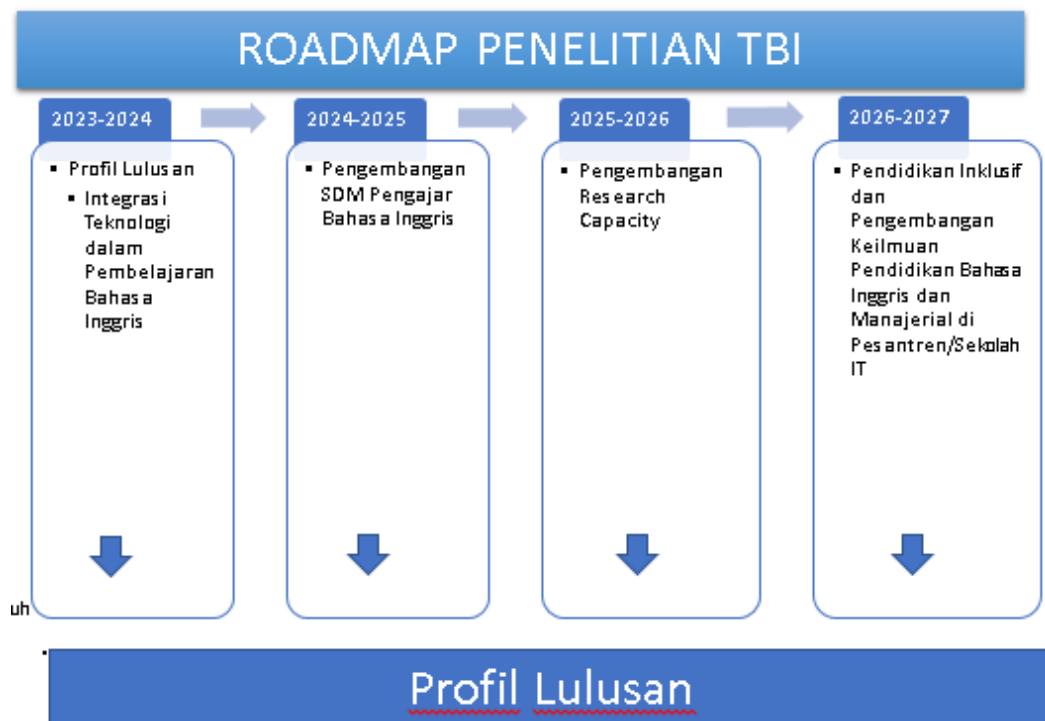 ROADMAP PENELITIAN TBI
2023-2024
2024-2025
2025-2026
2026-2027
▪ Profil Lulusan
▪ Integrasi
Teknologi
dalam
Pembelajaran
Bahasa
Inggris
▪ Pengembangan
SDM Pengajar
Bahasa Inggris
▪ Pengembangan
Research
Capacity
▪ Pendidikan Inklusif
dan
Pengembangan
Keilmuan
Pendidikan Bahasa
Inggris dan
Manajerial di
Pesantren/Sekolah
IT
uh
Profil Lulusan